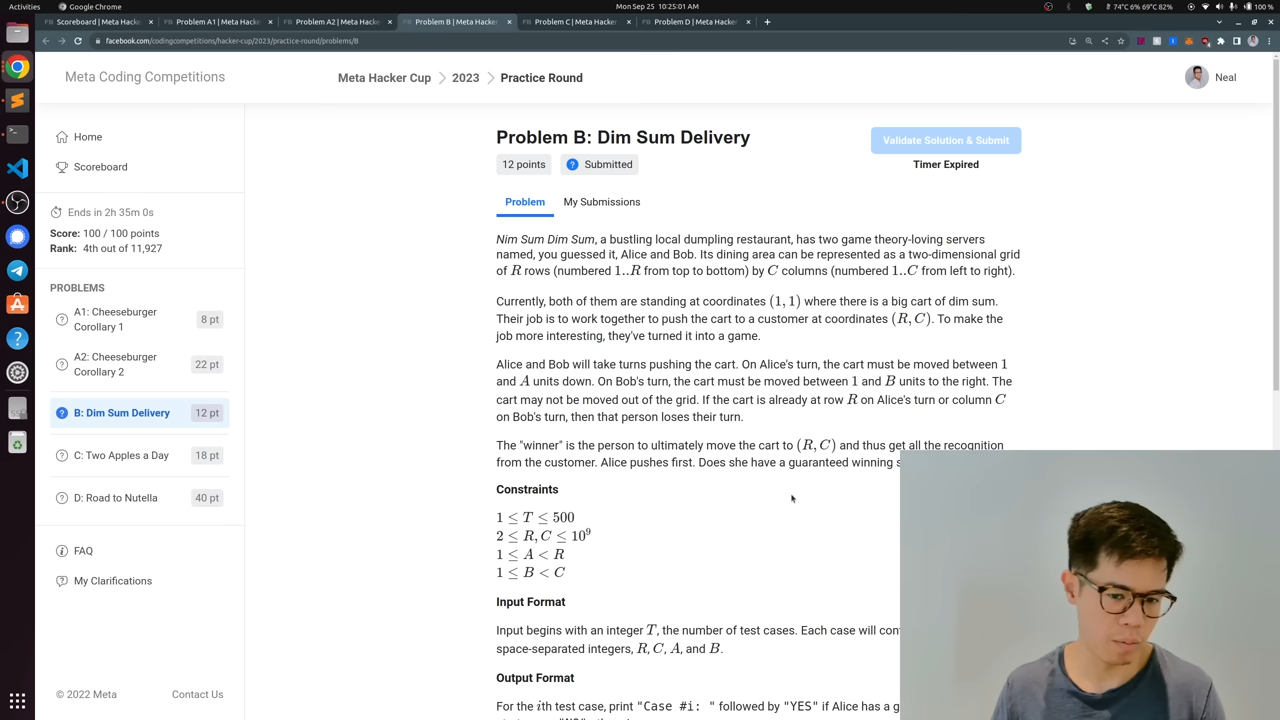 Activities
Google Chrome
Mon Sep 25 10:25:01 AM
74°C 6% 69°C 82%
100 %
Scoreboard | Meta Hacker
Problem A1 | Meta Hacker
Problem A2 | Meta Hacker
Problem B | Meta Hacker
Problem C | Meta Hacker
Problem D | Meta Hacker
facebook.com/codingcompetitions/hacker-cup/2023/practice-round/problems/B
Meta Coding Competitions
Meta Hacker Cup
2023
Practice Round
Neal
Home
Scoreboard
Ends in 2h 35m 0s
Score: 100 / 100 points
Rank: 4th out of 11,927
PROBLEMS
A1: Cheeseburger
Corollary 1
8 pt
A2: Cheeseburger
Corollary 2
22 pt
B: Dim Sum Delivery
12 pt
C: Two Apples a Day
18 pt
D: Road to Nutella
40 pt
FAQ
My Clarifications
© 2022 Meta
Contact Us
Problem B: Dim Sum Delivery
Validate Solution & Submit
12 points
Submitted
Timer Expired
Problem
My Submissions
Nim Sum Dim Sum, a bustling local dumpling restaurant, has two game theory-loving servers
named, you guessed it, Alice and Bob. Its dining area can be represented as a two-dimensional grid
of R rows (numbered 1..R from top to bottom) by C columns (numbered 1..C from left to right).
Currently, both of them are standing at coordinates (1, 1) where there is a big cart of dim sum.
Their job is to work together to push the cart to a customer at coordinates (R, C). To make the
job more interesting, they've turned it into a game.
Alice and Bob will take turns pushing the cart. On Alice's turn, the cart must be moved between 1
and A units down. On Bob's turn, the cart must be moved between 1 and B units to the right. The
cart may not be moved out of the grid. If the cart is already at row R on Alice's turn or column C
on Bob's turn, then that person loses their turn.
The "winner" is the person to ultimately move the cart to (R, C) and thus get all the recognition
from the customer. Alice pushes first. Does she have a guaranteed winning
Constraints
1 ≤ T ≤ 500
2 ≤ R, C ≤ 10⁹
1 ≤ A < R
1 ≤ B < C
Input Format
Input begins with an integer T, the number of test cases. Each case will
space-separated integers, R, C, A, and B.
Output Format
For the ith test case, print "Case #i: " followed by "YES" if Alice has a